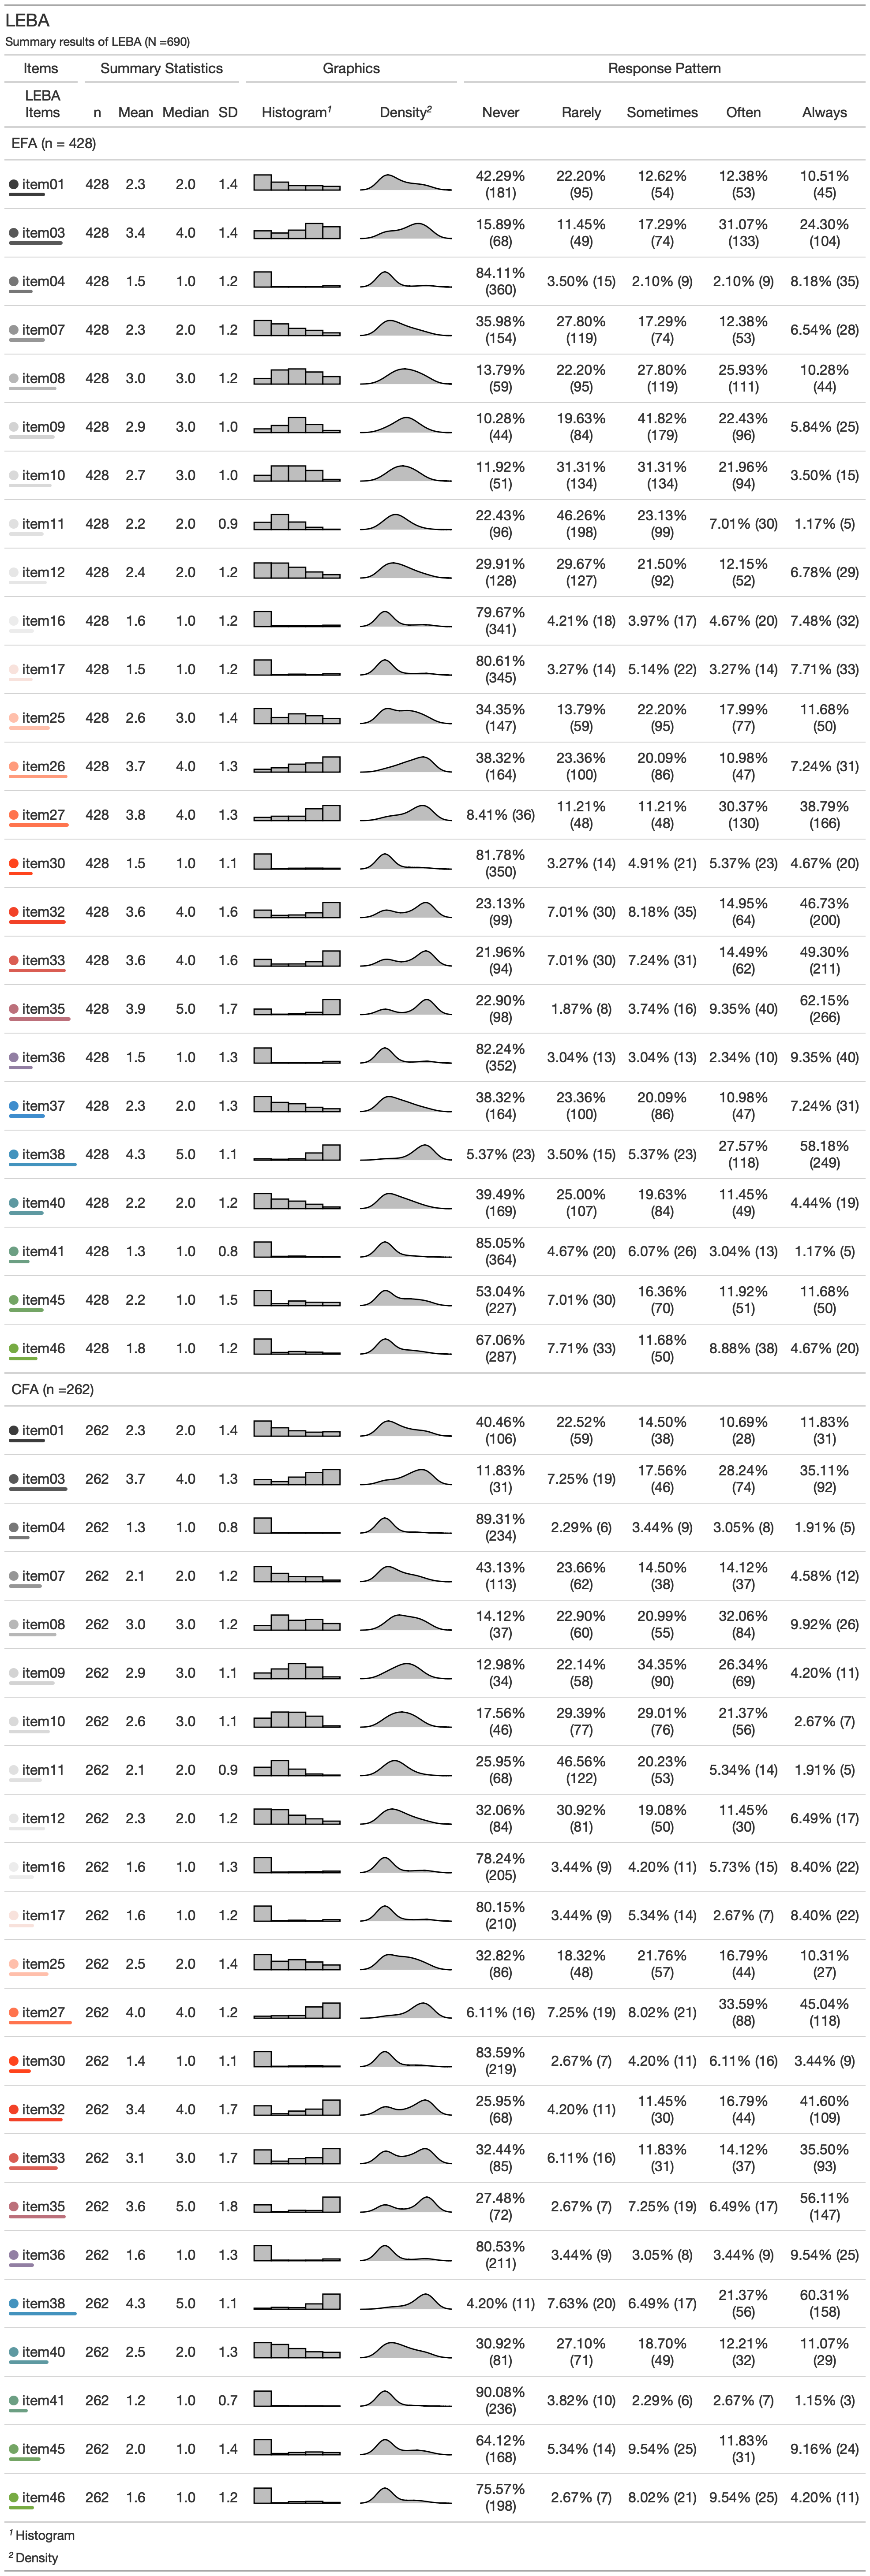 LEBA
Summary results of LEBA (N =690)
Items Summary Statistics Graphics Response Pattern
LEBA Items n Mean Median SD Histogram1 Density2 Never Rarely Sometimes Often Always
EFA (n = 428)
item01 428 2.3 2.0 1.4 42.29% (181) 22.20% (95) 12.62% (54) 12.38% (53) 10.51% (45)
item03 428 3.4 4.0 1.4 15.89% (68) 11.45% (49) 17.29% (74) 31.07% (133) 24.30% (104)
item04 428 1.5 1.0 1.2 84.11% (360) 3.50% (15) 2.10% (9) 2.10% (9) 8.18% (35)
item07 428 2.3 2.0 1.2 35.98% (154) 27.80% (119) 17.29% (74) 12.38% (53) 6.54% (28)
item08 428 3.0 3.0 1.2 13.79% (59) 22.20% (95) 27.80% (119) 25.93% (111) 10.28% (44)
item09 428 2.9 3.0 1.0 10.28% (44) 19.63% (84) 41.82% (179) 22.43% (96) 5.84% (25)
item10 428 2.7 3.0 1.0 11.92% (51) 31.31% (134) 31.31% (134) 21.96% (94) 3.50% (15)
item11 428 2.2 2.0 0.9 22.43% (96) 46.26% (198) 23.13% (99) 7.01% (30) 1.17% (5)
item12 428 2.4 2.0 1.2 29.91% (128) 29.67% (127) 21.50% (92) 12.15% (52) 6.78% (29)
item16 428 1.6 1.0 1.2 79.67% (341) 4.21% (18) 3.97% (17) 4.67% (20) 7.48% (32)
item17 428 1.5 1.0 1.2 80.61% (345) 3.27% (14) 5.14% (22) 3.27% (14) 7.71% (33)
item25 428 2.6 3.0 1.4 34.35% (147) 13.79% (59) 22.20% (95) 17.99% (77) 11.68% (50)
item26 428 3.7 4.0 1.3 38.32% (164) 23.36% (100) 20.09% (86) 10.98% (47) 7.24% (31)
item27 428 3.8 4.0 1.3 8.41% (36) 11.21% (48) 11.21% (48) 30.37% (130) 38.79% (166)
item30 428 1.5 1.0 1.1 81.78% (350) 3.27% (14) 4.91% (21) 5.37% (23) 4.67% (20)
item32 428 3.6 4.0 1.6 23.13% (99) 7.01% (30) 8.18% (35) 14.95% (64) 46.73% (200)
item33 428 3.6 4.0 1.6 21.96% (94) 7.01% (30) 7.24% (31) 14.49% (62) 49.30% (211)
item35 428 3.9 5.0 1.7 22.90% (98) 1.87% (8) 3.74% (16) 9.35% (40) 62.15% (266)
item36 428 1.5 1.0 1.3 82.24% (352) 3.04% (13) 3.04% (13) 2.34% (10) 9.35% (40)
item37 428 2.3 2.0 1.3 38.32% (164) 23.36% (100) 20.09% (86) 10.98% (47) 7.24% (31)
item38 428 4.3 5.0 1.1 5.37% (23) 3.50% (15) 5.37% (23) 27.57% (118) 58.18% (249)
item40 428 2.2 2.0 1.2 39.49% (169) 25.00% (107) 19.63% (84) 11.45% (49) 4.44% (19)
item41 428 1.3 1.0 0.8 85.05% (364) 4.67% (20) 6.07% (26) 3.04% (13) 1.17% (5)
item45 428 2.2 1.0 1.5 53.04% (227) 7.01% (30) 16.36% (70) 11.92% (51) 11.68% (50)
item46 428 1.8 1.0 1.2 67.06% (287) 7.71% (33) 11.68% (50) 8.88% (38) 4.67% (20)
CFA (n =262)
item01 262 2.3 2.0 1.4 40.46% (106) 22.52% (59) 14.50% (38) 10.69% (28) 11.83% (31)
item03 262 3.7 4.0 1.3 11.83% (31) 7.25% (19) 17.56% (46) 28.24% (74) 35.11% (92)
item04 262 1.3 1.0 0.8 89.31% (234) 2.29% (6) 3.44% (9) 3.05% (8) 1.91% (5)
item07 262 2.1 2.0 1.2 43.13% (113) 23.66% (62) 14.50% (38) 14.12% (37) 4.58% (12)
item08 262 3.0 3.0 1.2 14.12% (37) 22.90% (60) 20.99% (55) 32.06% (84) 9.92% (26)
item09 262 2.9 3.0 1.1 12.98% (34) 22.14% (58) 34.35% (90) 26.34% (69) 4.20% (11)
item10 262 2.6 3.0 1.1 17.56% (46) 29.39% (77) 29.01% (76) 21.37% (56) 2.67% (7)
item11 262 2.1 2.0 0.9 25.95% (68) 46.56% (122) 20.23% (53) 5.34% (14) 1.91% (5)
item12 262 2.3 2.0 1.2 32.06% (84) 30.92% (81) 19.08% (50) 11.45% (30) 6.49% (17)
item16 262 1.6 1.0 1.3 78.24% (205) 3.44% (9) 4.20% (11) 5.73% (15) 8.40% (22)
item17 262 1.6 1.0 1.2 80.15% (210) 3.44% (9) 5.34% (14) 2.67% (7) 8.40% (22)
item25 262 2.5 2.0 1.4 32.82% (86) 18.32% (48) 21.76% (57) 16.79% (44) 10.31% (27)
item27 262 4.0 4.0 1.2 6.11% (16) 7.25% (19) 8.02% (21) 33.59% (88) 45.04% (118)
item30 262 1.4 1.0 1.1 83.59% (219) 2.67% (7) 4.20% (11) 6.11% (16) 3.44% (9)
item32 262 3.4 4.0 1.7 25.95% (68) 4.20% (11) 11.45% (30) 16.79% (44) 41.60% (109)
item33 262 3.1 3.0 1.7 32.44% (85) 6.11% (16) 11.83% (31) 14.12% (37) 35.50% (93)
item35 262 3.6 5.0 1.8 27.48% (72) 2.67% (7) 7.25% (19) 6.49% (17) 56.11% (147)
item36 262 1.6 1.0 1.3 80.53% (211) 3.44% (9) 3.05% (8) 3.44% (9) 9.54% (25)
item38 262 4.3 5.0 1.1 4.20% (11) 7.63% (20) 6.49% (17) 21.37% (56) 60.31% (158)
item40 262 2.5 2.0 1.3 30.92% (81) 27.10% (71) 18.70% (49) 12.21% (32) 11.07% (29)
item41 262 1.2 1.0 0.7 90.08% (236) 3.82% (10) 2.29% (6) 2.67% (7) 1.15% (3)
item45 262 2.0 1.0 1.4 64.12% (168) 5.34% (14) 9.54% (25) 11.83% (31) 9.16% (24)
item46 262 1.6 1.0 1.2 75.57% (198) 2.67% (7) 8.02% (21) 9.54% (25) 4.20% (11)
1 Histogram
2 Density